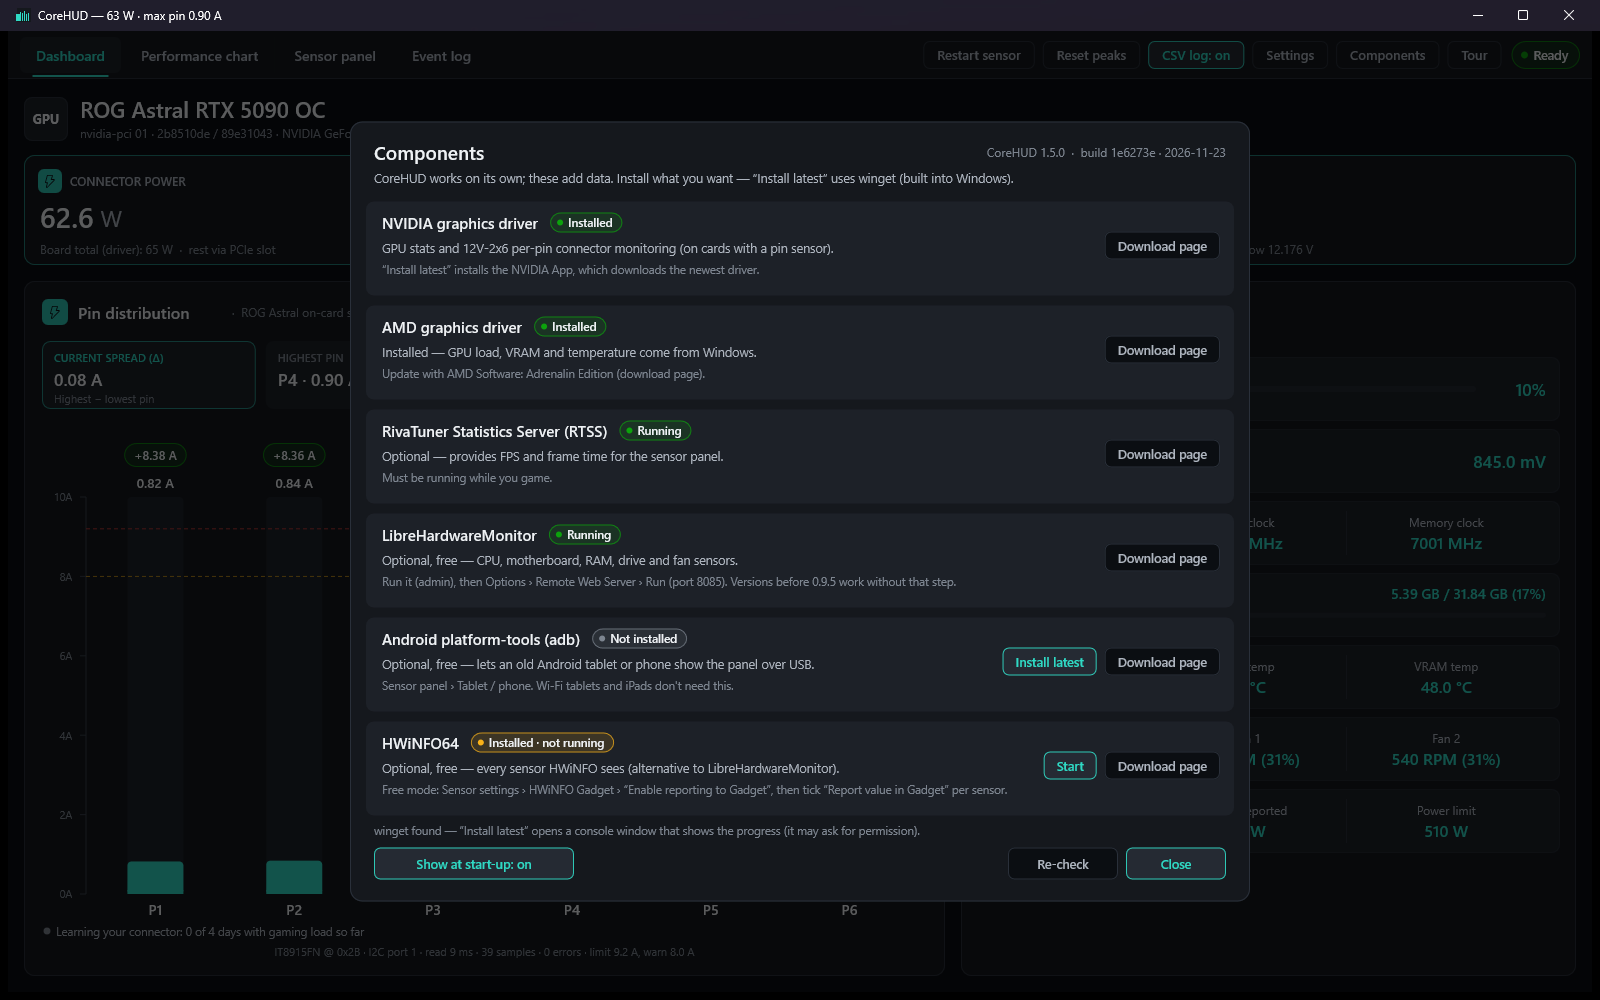 CoreHUD — 63 W · max pin 0.90 A
Dashboard
Performance chart
Sensor panel
Event log
Restart sensor
Reset peaks
CSV log: on
Settings
Components
Tour
Ready
GPU
ROG Astral RTX 5090 OC
nvidia-pci 01 · 2b8510de / 89e31043 · NVIDIA
CONNECTOR POWER
62.6 W
Board total (driver): 65 W · rest via PCIe slot
12.176 V
Pin distribution
· ROG Astral on-card
CURRENT SPREAD (Δ)
0.08 A
Highest – lowest pin
HIGHEST PIN
P4 · 0.90
+8.38 A
0.82 A
+8.36 A
0.84 A
10A
8A
6A
4A
2A
0A
P1
P2
P3
P4
P5
P6
Learning your connector: 0 of 4 days with gaming load so far
IT8915FN @ 0x2B · I2C port 1 · read 9 ms · 39 samples · 0 errors · limit 9.2 A, warn 8.0 A
Components
CoreHUD 1.5.0 · build 1e6273e · 2026-11-23
CoreHUD works on its own; these add data. Install what you want — “Install latest” uses winget (built into Windows).
NVIDIA graphics driver
Installed
GPU stats and 12V-2x6 per-pin connector monitoring (on cards with a pin sensor).
“Install latest” installs the NVIDIA App, which downloads the newest driver.
Download page
AMD graphics driver
Installed
Installed — GPU load, VRAM and temperature come from Windows.
Update with AMD Software: Adrenalin Edition (download page).
Download page
RivaTuner Statistics Server (RTSS)
Running
Optional — provides FPS and frame time for the sensor panel.
Must be running while you game.
Download page
LibreHardwareMonitor
Running
Optional, free — CPU, motherboard, RAM, drive and fan sensors.
Run it (admin), then Options › Remote Web Server › Run (port 8085). Versions before 0.9.5 work without that step.
Download page
Android platform-tools (adb)
Not installed
Optional, free — lets an old Android tablet or phone show the panel over USB.
Sensor panel › Tablet / phone. Wi-Fi tablets and iPads don't need this.
Install latest
Download page
HWiNFO64
Installed · not running
Optional, free — every sensor HWiNFO sees (alternative to LibreHardwareMonitor).
Free mode: Sensor settings › HWiNFO Gadget › “Enable reporting to Gadget”, then tick “Report value in Gadget” per sensor.
Start
Download page
winget found — “Install latest” opens a console window that shows the progress (it may ask for permission).
Show at start-up: on
Re-check
Close
10%
845.0 mV
clock
MHz
Memory clock
7001 MHz
5.39 GB / 31.84 GB (17%)
temp
°C
VRAM temp
48.0 °C
1
(31%)
Fan 2
540 RPM (31%)
W
Power limit
510 W